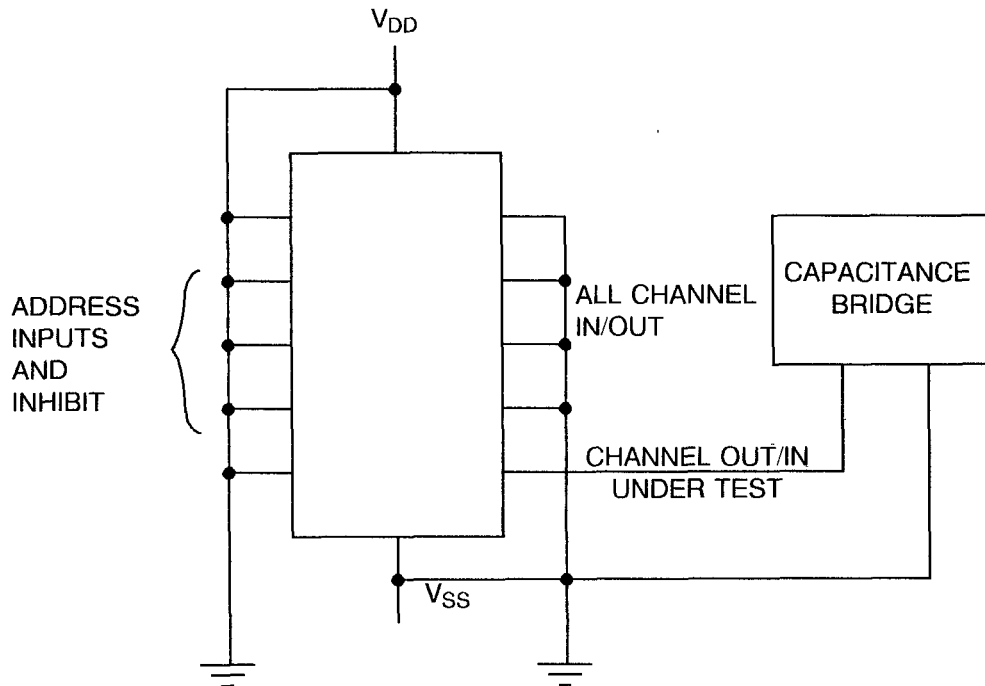 VDD
ADDRESS
INPUTS
AND
INHIBIT
ALL CHANNEL
IN/OUT
CAPACITANCE
BRIDGE
CHANNEL OUT/IN
UNDER TEST
VSS